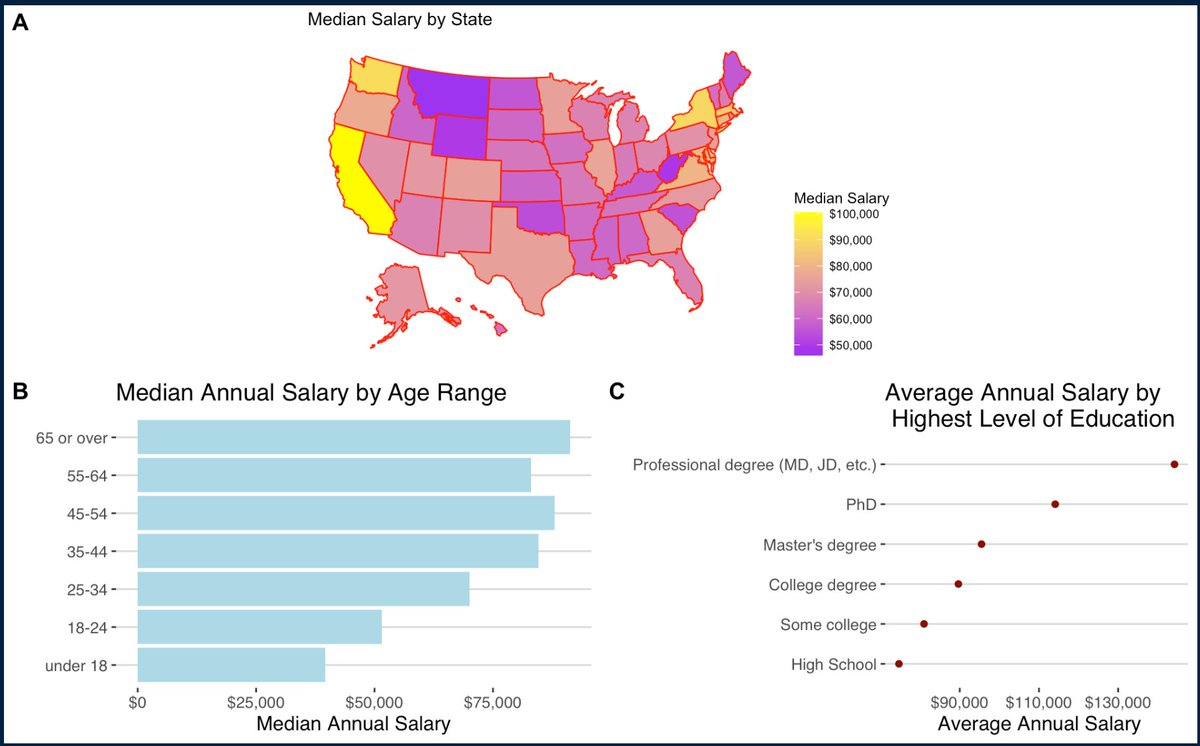 A
Median Salary by State
Median Salary
$100,000
$90,000
$80,000
$70,000
$60,000
$50,000
B
Median Annual Salary by Age Range
65 or over
55-64
45-54
35-44
25-34
18-24
under 18
$0 $25,000 $50,000 $75,000
Median Annual Salary
C
Average Annual Salary by
Highest Level of Education
Professional degree (MD, JD, etc.)
PhD
Master's degree
College degree
Some college
High School
$90,000 $110,000 $130,000
Average Annual Salary